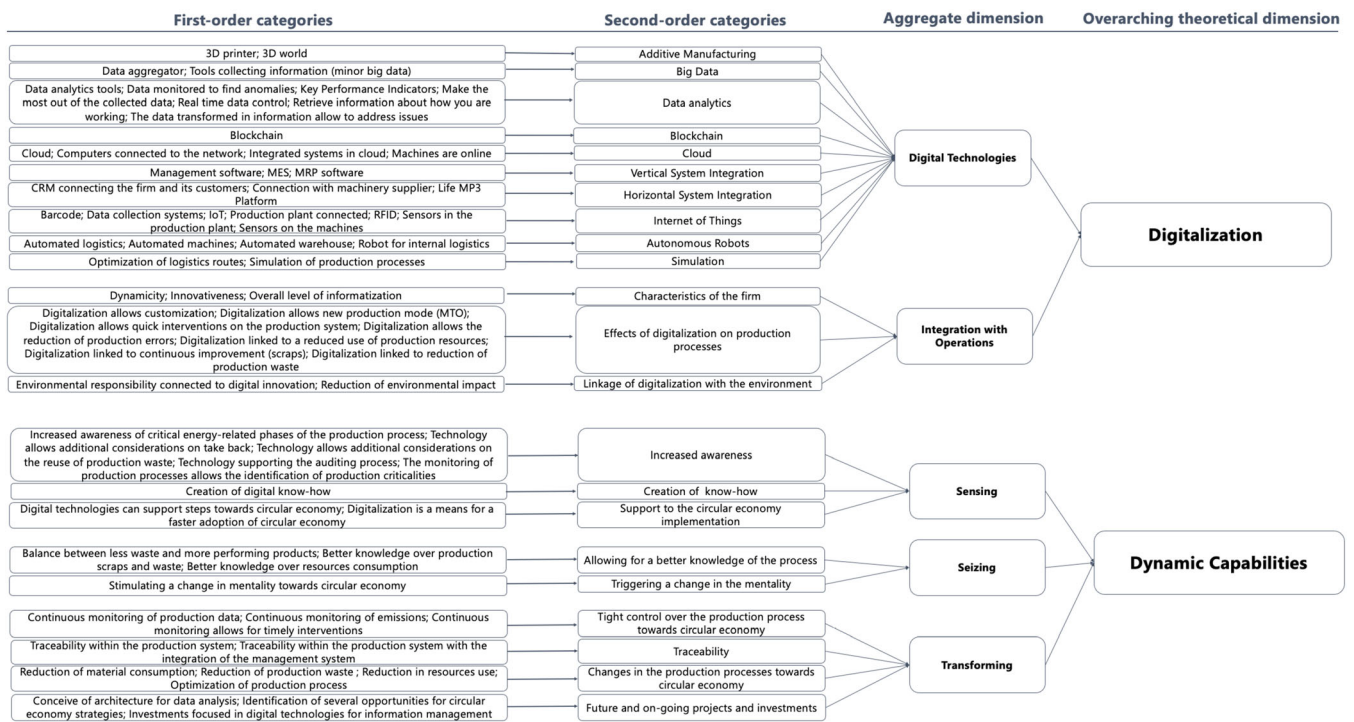 First-order categories
Second-order categories
Aggregate dimension
Overarching theoretical dimension
3D printer; 3D world
Additive Manufacturing
Data aggregator; Tools collecting information (minor big data)
Big Data
Data analytics tools; Data monitored to find anomalies; Key Performance Indicators; Make the
most out of the collected data; Real time data control; Retrieve information about how you are
working; The data transformed in information allow to address issues
Data analytics
Blockchain
Blockchain
Cloud; Computers connected to the network; Integrated systems in cloud; Machines are online
Cloud
Management software; MES; MRP software
Vertical System Integration
CRM connecting the firm and its customers; Connection with machinery supplier; Life MP3
Platform
Horizontal System Integration
Barcode; Data collection systems; IoT; Production plant connected; RFID; Sensors in the
production plant; Sensors on the machines
Internet of Things
Automated logistics; Automated machines; Automated warehouse; Robot for internal logistics
Autonomous Robots
Optimization of logistics routes; Simulation of production processes
Simulation
Digital Technologies
Dynamicity; Innovativeness; Overall level of informatization
Characteristics of the firm
Digitalization allows customization; Digitalization allows new production mode (MTO);
Digitalization allows quick interventions on the production system; Digitalization allows the
reduction of production errors; Digitalization linked to a reduced use of production resources;
Digitalization linked to continuous improvement (scraps); Digitalization linked to reduction of
production waste
Effects of digitalization on production
processes
Environmental responsibility connected to digital innovation; Reduction of environmental impact
Linkage of digitalization with the environment
Integration with
Operations
Digitalization
Increased awareness of critical energy-related phases of the production process; Technology
allows additional considerations on take back; Technology allows additional considerations on
the reuse of production waste; Technology supporting the auditing process; The monitoring of
production processes allows the identification of production criticalities
Increased awareness
Creation of digital know-how
Creation of know-how
Digital technologies can support steps towards circular economy; Digitalization is a means for a
faster adoption of circular economy
Support to the circular economy
implementation
Sensing
Balance between less waste and more performing products; Better knowledge over production
scraps and waste; Better knowledge over resources consumption
Allowing for a better knowledge of the process
Stimulating a change in mentality towards circular economy
Triggering a change in the mentality
Seizing
Continuous monitoring of production data; Continuous monitoring of emissions; Continuous
monitoring allows for timely interventions
Tight control over the production process
towards circular economy
Traceability within the production system; Traceability within the production system with the
integration of the management system
Traceability
Reduction of material consumption; Reduction of production waste ; Reduction in resources use;
Optimization of production process
Changes in the production processes towards
circular economy
Conceive of architecture for data analysis; Identification of several opportunities for circular
economy strategies; Investments focused in digital technologies for information management
Future and on-going projects and investments
Transforming
Dynamic Capabilities